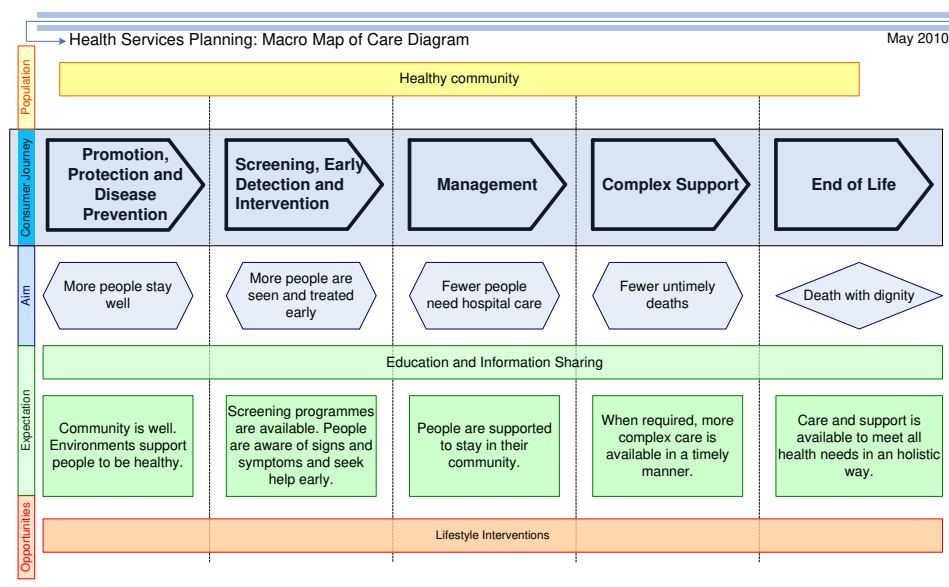 Health Services Planning: Macro Map of Care Diagram
May 2010
Population
Healthy community
Consumer Journey
Promotion,
Protection and
Disease
Prevention
Screening, Early
Detection and
Intervention
Management
Complex Support
End of Life
Aim
More people stay
well
More people are
seen and treated
early
Fewer people
need hospital care
Fewer untimely
deaths
Death with dignity
Expectation
Education and Information Sharing
Community is well.
Environments support
people to be healthy.
Screening programmes
are available. People
are aware of signs and
symptoms and seek
help early.
People are supported
to stay in their
community.
When required, more
complex care is
available in a timely
manner.
Care and support is
available to meet all
health needs in an holistic
way.
Opportunities
Lifestyle Interventions